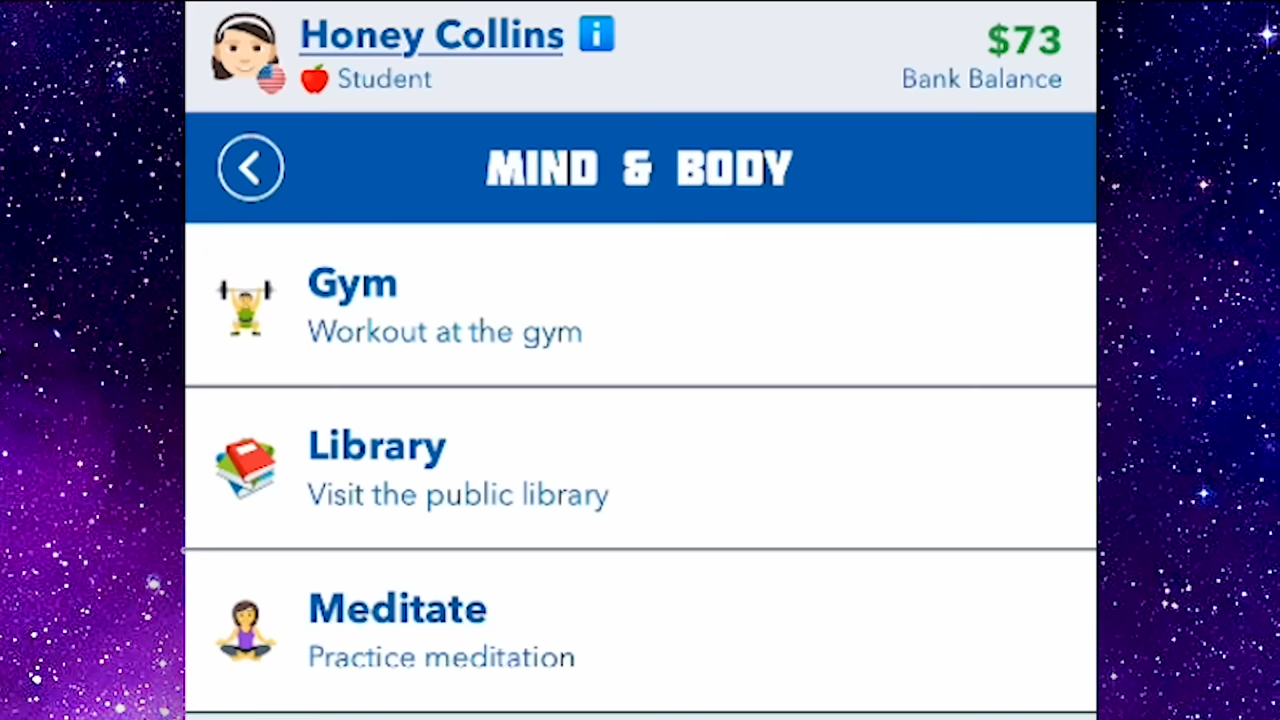 Honey Collins
$73
Student
Bank Balance
MIND & BODY
Gym
Workout at the gym
Library
Visit the public library
Meditate
Practice meditation